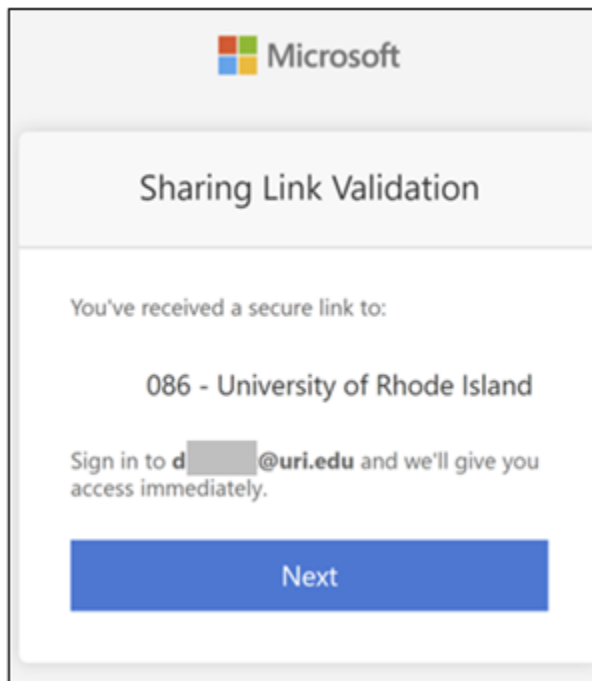 Microsoft
Sharing Link Validation
You've received a secure link to:
086 - University of Rhode Island
Sign in to d @uri.edu and we'll give you
access immediately.
Next